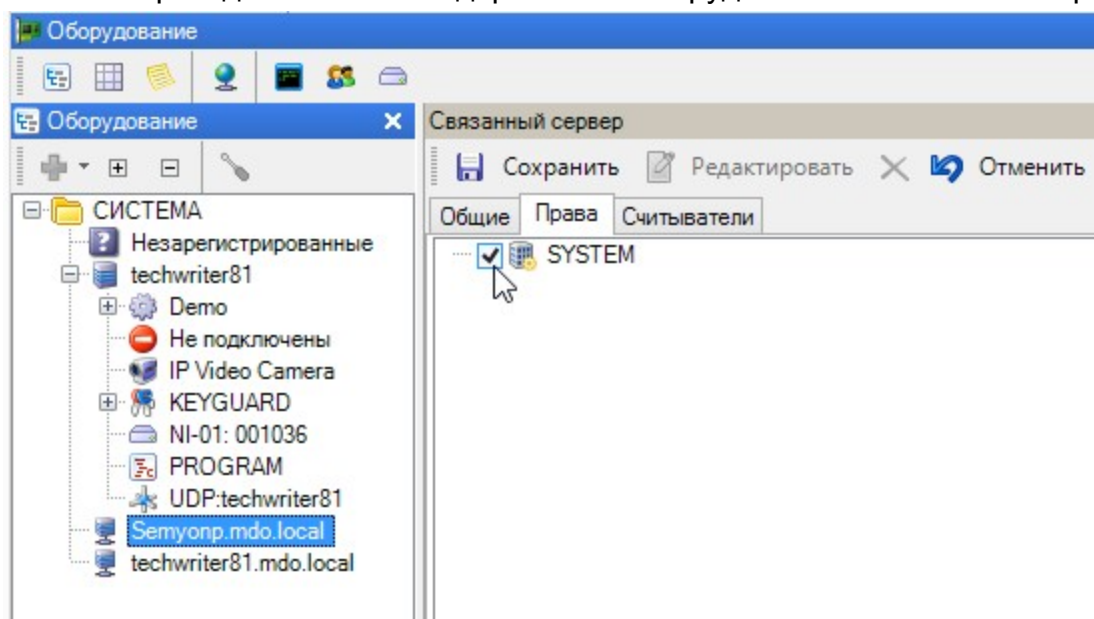 Оборудование
Оборудование
Связанный сервер
Сохранить Редактировать Отменить
Общие Права Считыватели
СИСТЕМА
Незарегистрированные
techwriter81
Demo
Не подключены
IP Video Camera
KEYGUARD
NI-01: 001036
PROGRAM
UDP:techwriter81
Semyonp.mdo.local
techwriter81.mdo.local
SYSTEM